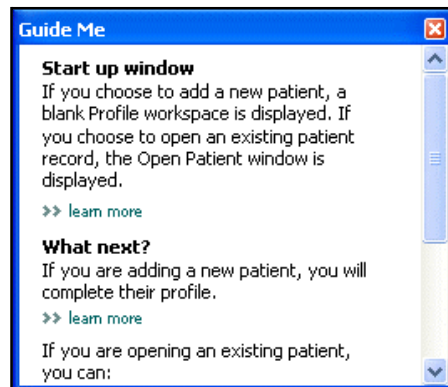 Guide Me
Start up window
If you choose to add a new patient, a
blank Profile workspace is displayed. If
you choose to open an existing patient
record, the Open Patient window is
displayed.
>> learn more
What next?
If you are adding a new patient, you will
complete their profile.
>> learn more
If you are opening an existing patient,
you can: